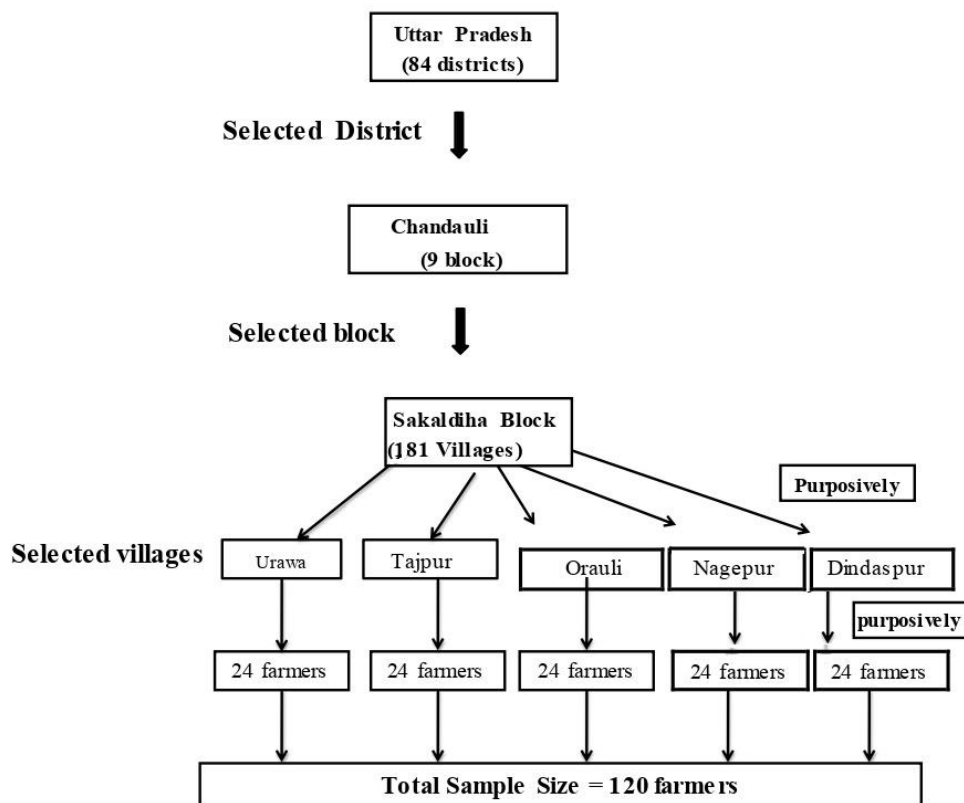 Uttar Pradesh
(84 districts)
Selected District
Chandauli
(9 block)
Selected block
Sakaldiha Block
(181 Villages)
Purposively
Selected villages
Urawa
Tajpur
Orauli
Nagepur
Dindaspur
purposively
24 farmers
24 farmers
24 farmers
24 farmers
24 farmers
Total Sample Size = 120 farmers